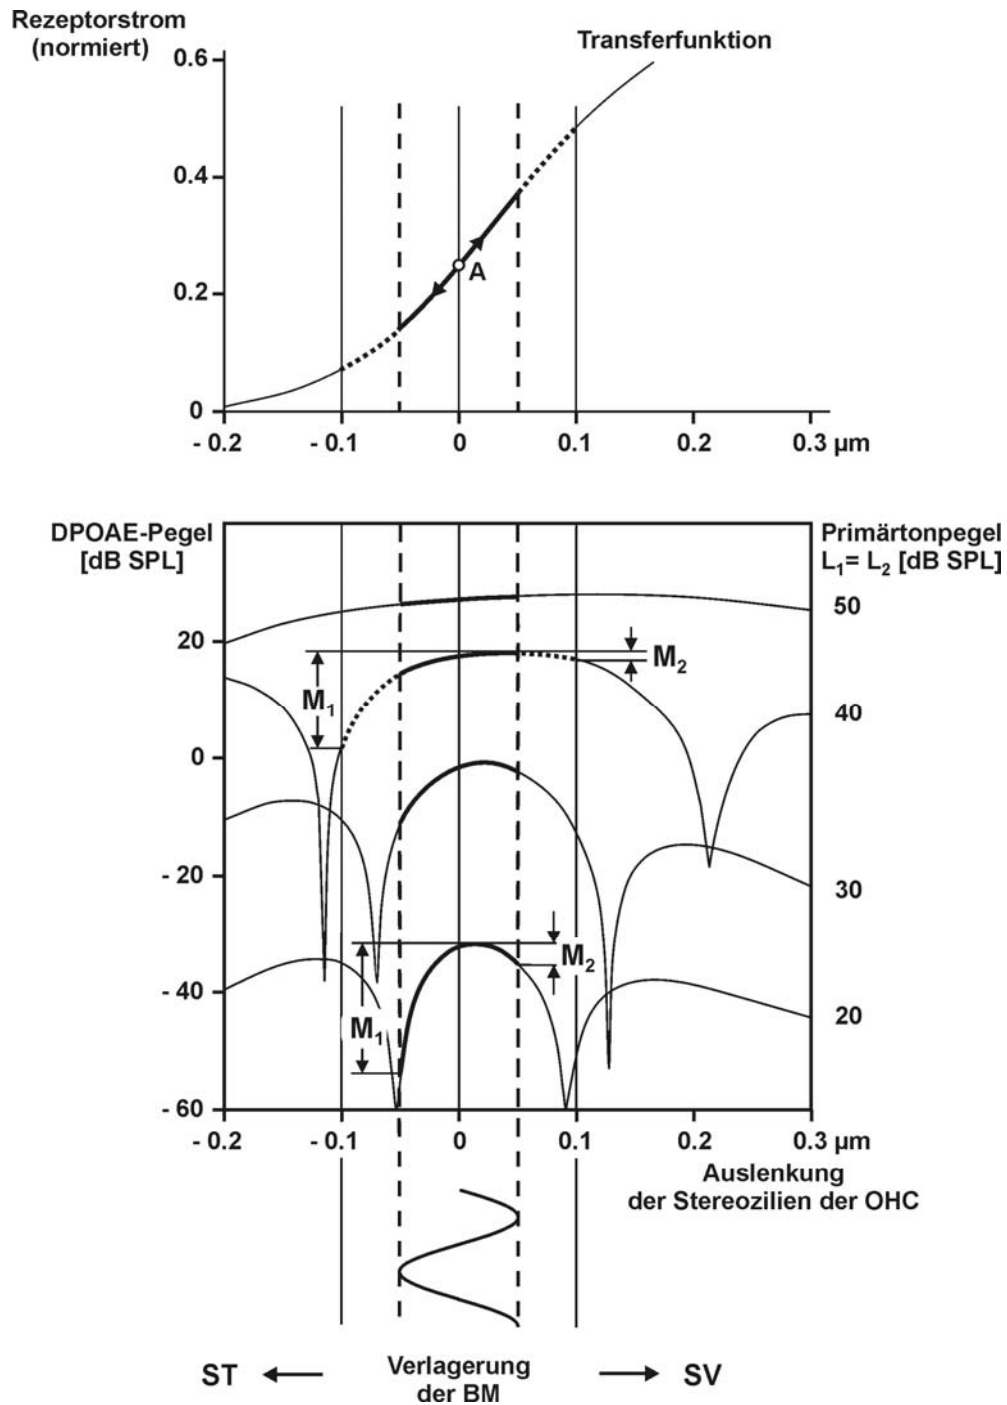 Rezeptorstrom
(normiert)
Transferfunktion
0.6
0.4
0.2
0
A
- 0.2
- 0.1
0
0.1
0.2
0.3 µm
DPOAE-Pegel
[dB SPL]
Primärtonpegel
L1= L2 [dB SPL]
50
20
M1
M2
40
0
- 20
30
M2
- 40
M1
20
- 60
- 0.2
- 0.1
0
0.1
0.2
0.3 µm
Auslenkung
der Stereozilien der OHC
ST
Verlagerung
der BM
SV